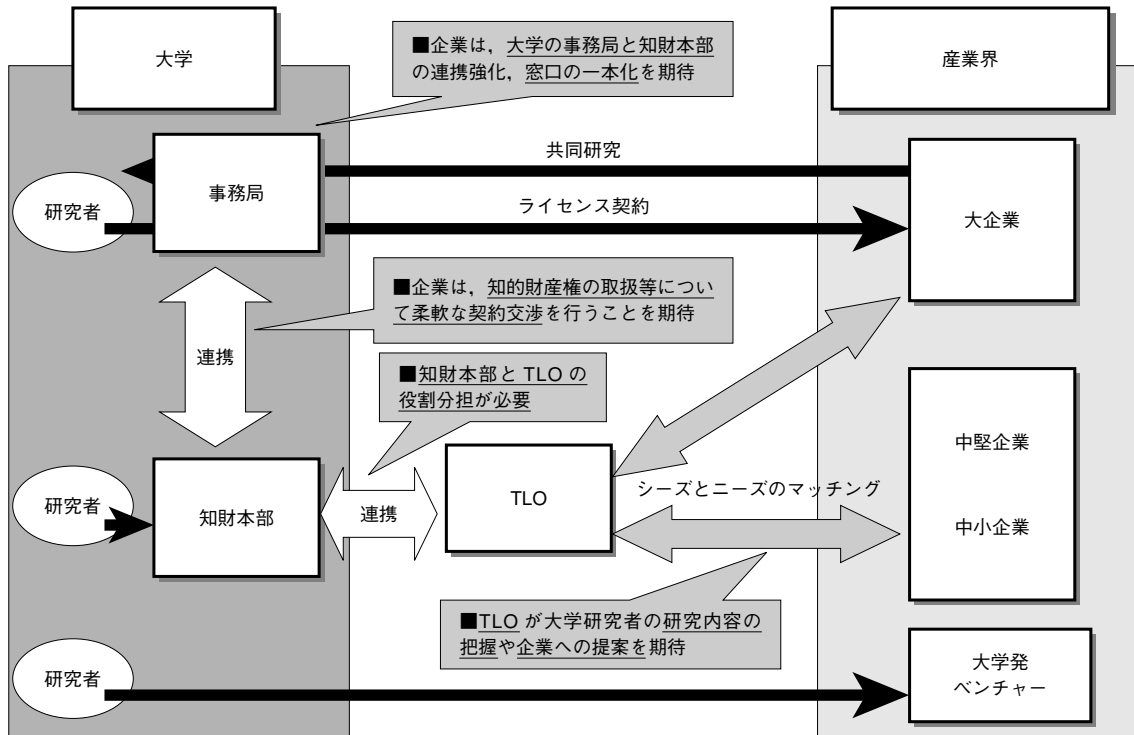 大学
■企業は，大学の事務局と知財本部
の連携強化，窓口の一本化を期待
産業界
共同研究
事務局
研究者
ライセンス契約
大企業
■企業は，知的財産権の取扱等につい
て柔軟な契約交渉を行うことを期待
連携
■知財本部と TLO の
役割分担が必要
中堅企業
シーズとニーズのマッチング
研究者
知財本部
連携
TLO
中小企業
■TLO が大学研究者の研究内容の
把握や企業への提案を期待
研究者
大学発
ベンチャー